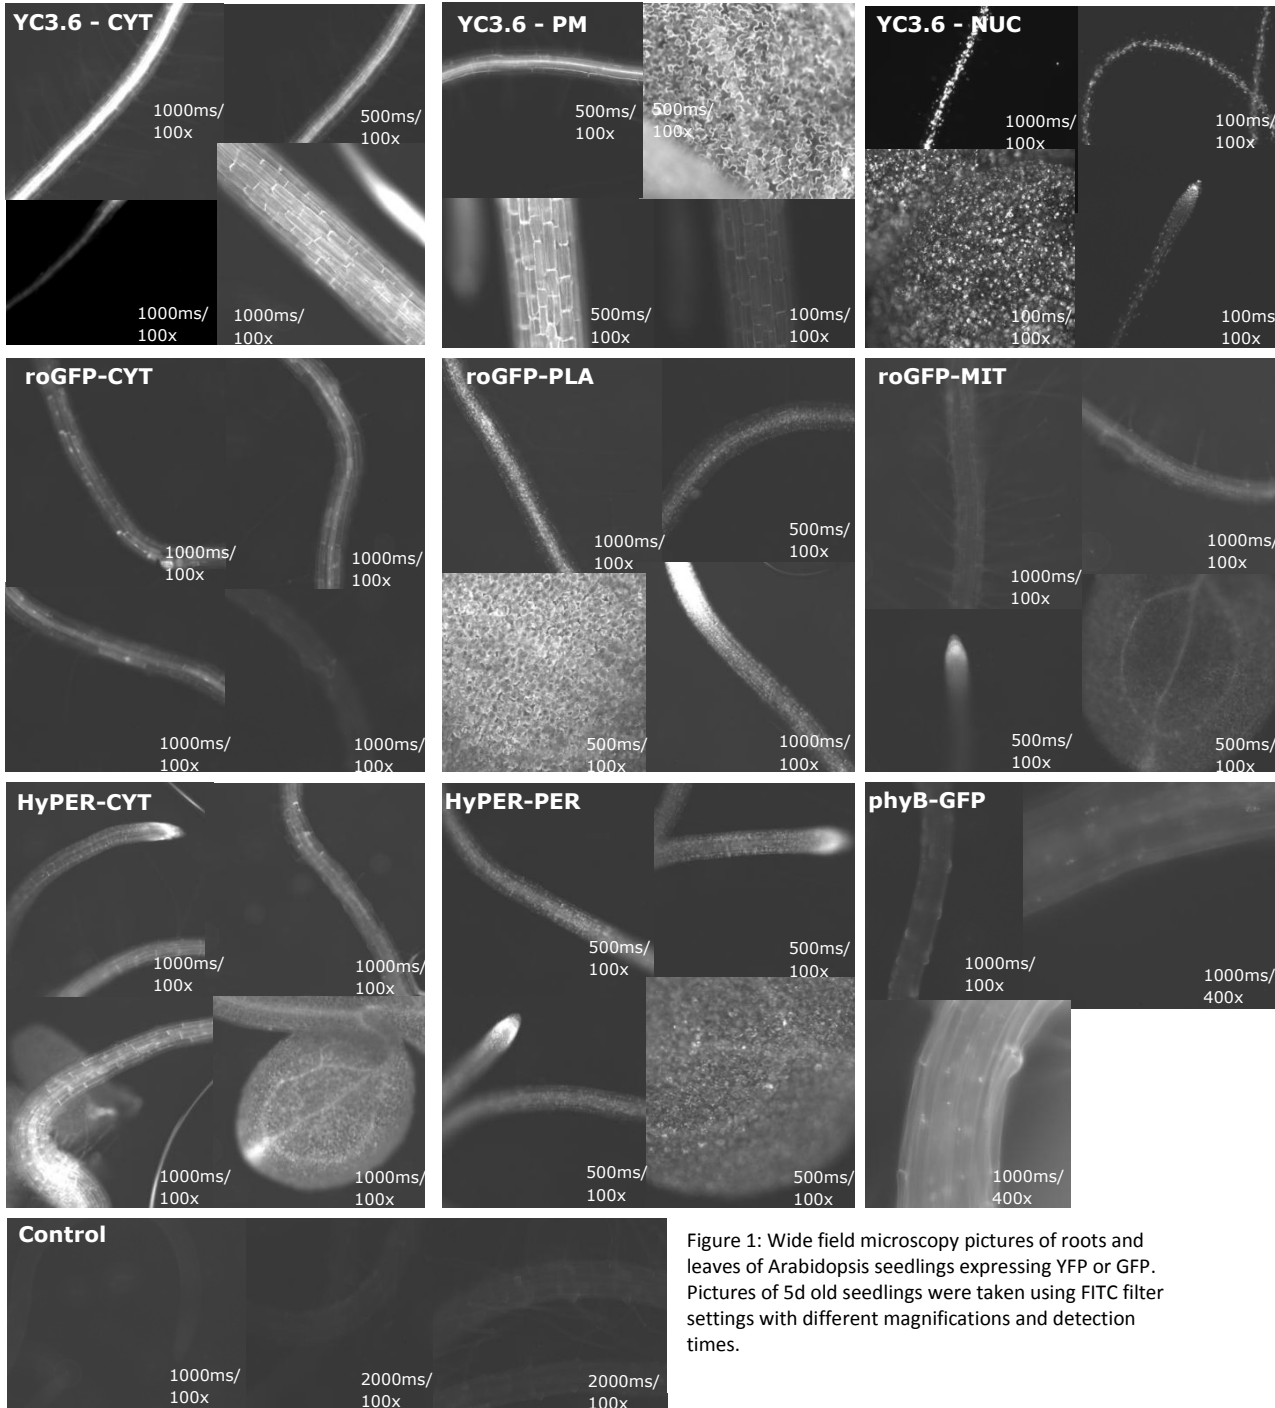 YC3.6 - CYT
1000ms/
100x
500ms/
100x
1000ms/
100x
1000ms/
100x
YC3.6 - PM
500ms/
100x
500ms/
100x
500ms/
100x
100ms/
100x
YC3.6 - NUC
1000ms/
100x
100ms/
100x
100ms/
100x
100ms
100x
roGFP-CYT
1000ms/
100x
1000ms/
100x
1000ms/
100x
1000ms/
100x
roGFP-PLA
1000ms/
100x
500ms/
100x
500ms/
100x
1000ms/
100x
roGFP-MIT
1000ms/
100x
1000ms/
100x
500ms/
100x
500ms/
100x
HyPER-CYT
1000ms/
100x
1000ms/
100x
1000ms/
100x
1000ms/
100x
HyPER-PER
500ms/
100x
500ms/
100x
500ms/
100x
500ms/
100x
phyB-GFP
1000ms/
100x
1000ms/
400x
1000ms/
400x
Control
1000ms/
100x
2000ms/
100x
2000ms/
100x
Figure 1: Wide field microscopy pictures of roots and
leaves of Arabidopsis seedlings expressing YFP or GFP.
Pictures of 5d old seedlings were taken using FITC filter
settings with different magnifications and detection
times.